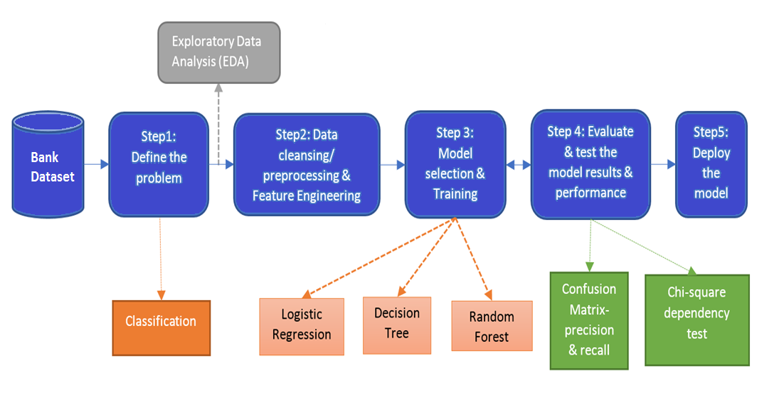 Exploratory Data
Analysis (EDA)
Bank
Dataset
Step1:
Define the
problem
Step2: Data
cleansing/
preprocessing &
Feature Engineering
Step 3:
Model
selection &
Training
Step 4: Evaluate
& test the
model results &
performance
Step5:
Deploy
the
model
Classification
Logistic
Regression
Decision
Tree
Random
Forest
Confusion
Matrix-
precision
& recall
Chi-square
dependency
test